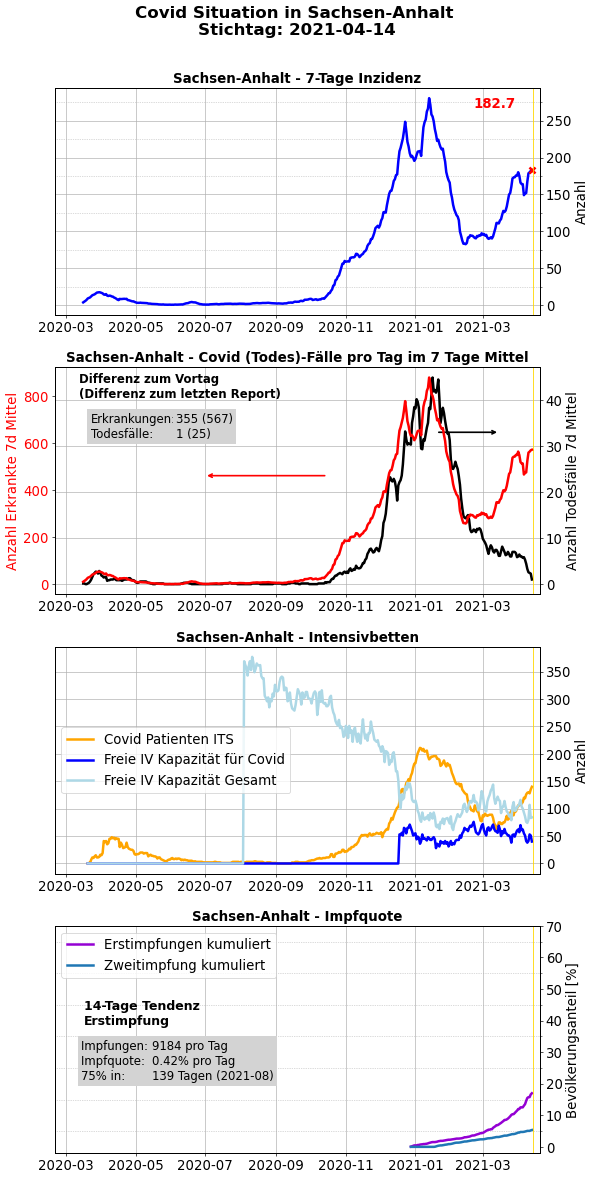 Covid Situation in Sachsen-Anhalt
Stichtag: 2021-04-14
Sachsen-Anhalt - 7-Tage Inzidenz
182.7
250
200
150
100
50
0
Anzahl
2020-03 2020-05 2020-07 2020-09 2020-11 2021-01 2021-03
Sachsen-Anhalt - Covid (Todes)-Fälle pro Tag im 7 Tage Mittel
Differenz zum Vortag
(Differenz zum letzten Report)
Erkrankungen: 355 (567)
Todesfälle: 1 (25)
800
600
400
200
0
Anzahl Erkrankte 7d Mittel
40
30
20
10
0
Anzahl Todesfälle 7d Mittel
2020-03 2020-05 2020-07 2020-09 2020-11 2021-01 2021-03
Sachsen-Anhalt - Intensivbetten
Covid Patienten ITS
Freie IV Kapazität für Covid
Freie IV Kapazität Gesamt
350
300
250
200
150
100
50
0
Anzahl
2020-03 2020-05 2020-07 2020-09 2020-11 2021-01 2021-03
Sachsen-Anhalt - Impfquote
Erstimpfungen kumuliert
Zweitimpfung kumuliert
14-Tage Tendenz
Erstimpfung
Impfungen: 9184 pro Tag
Impfquote: 0.42% pro Tag
75% in: 139 Tagen (2021-08)
70
60
50
40
30
20
10
0
Bevölkerungsanteil [%]
2020-03 2020-05 2020-07 2020-09 2020-11 2021-01 2021-03